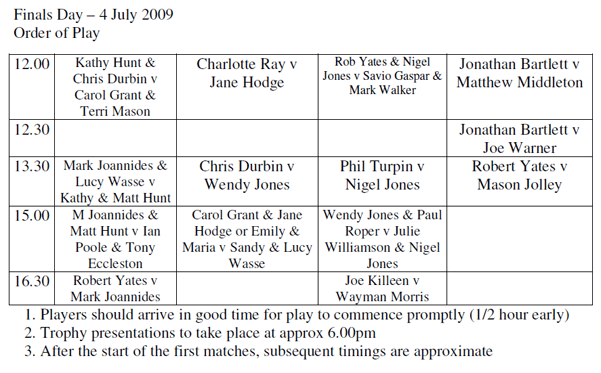 Finals Day – 4 July 2009
Order of Play
12.00
Kathy Hunt &
Chris Durbin v
Carol Grant &
Terri Mason
Charlotte Ray v
Jane Hodge
Rob Yates & Nigel
Jones v Savio Gaspar &
Mark Walker
Jonathan Bartlett v
Matthew Middleton
12.30
Jonathan Bartlett v
Joe Warner
13.30
Mark Joannides &
Lucy Wasse v
Kathy & Matt Hunt
Chris Durbin v
Wendy Jones
Phil Turpin v
Nigel Jones
Robert Yates v
Mason Jolley
15.00
M Joannides &
Matt Hunt v Ian
Poole & Tony
Eccleston
Carol Grant & Jane
Hodge or Emily &
Maria v Sandy & Lucy
Wasse
Wendy Jones & Paul
Roper v Julie
Williamson & Nigel
Jones
16.30
Robert Yates v
Mark Joannides
Joe Killeen v
Wayman Morris
1. Players should arrive in good time for play to commence promptly (1/2 hour early)
2. Trophy presentations to take place at approx 6.00pm
3. After the start of the first matches, subsequent timings are approximate